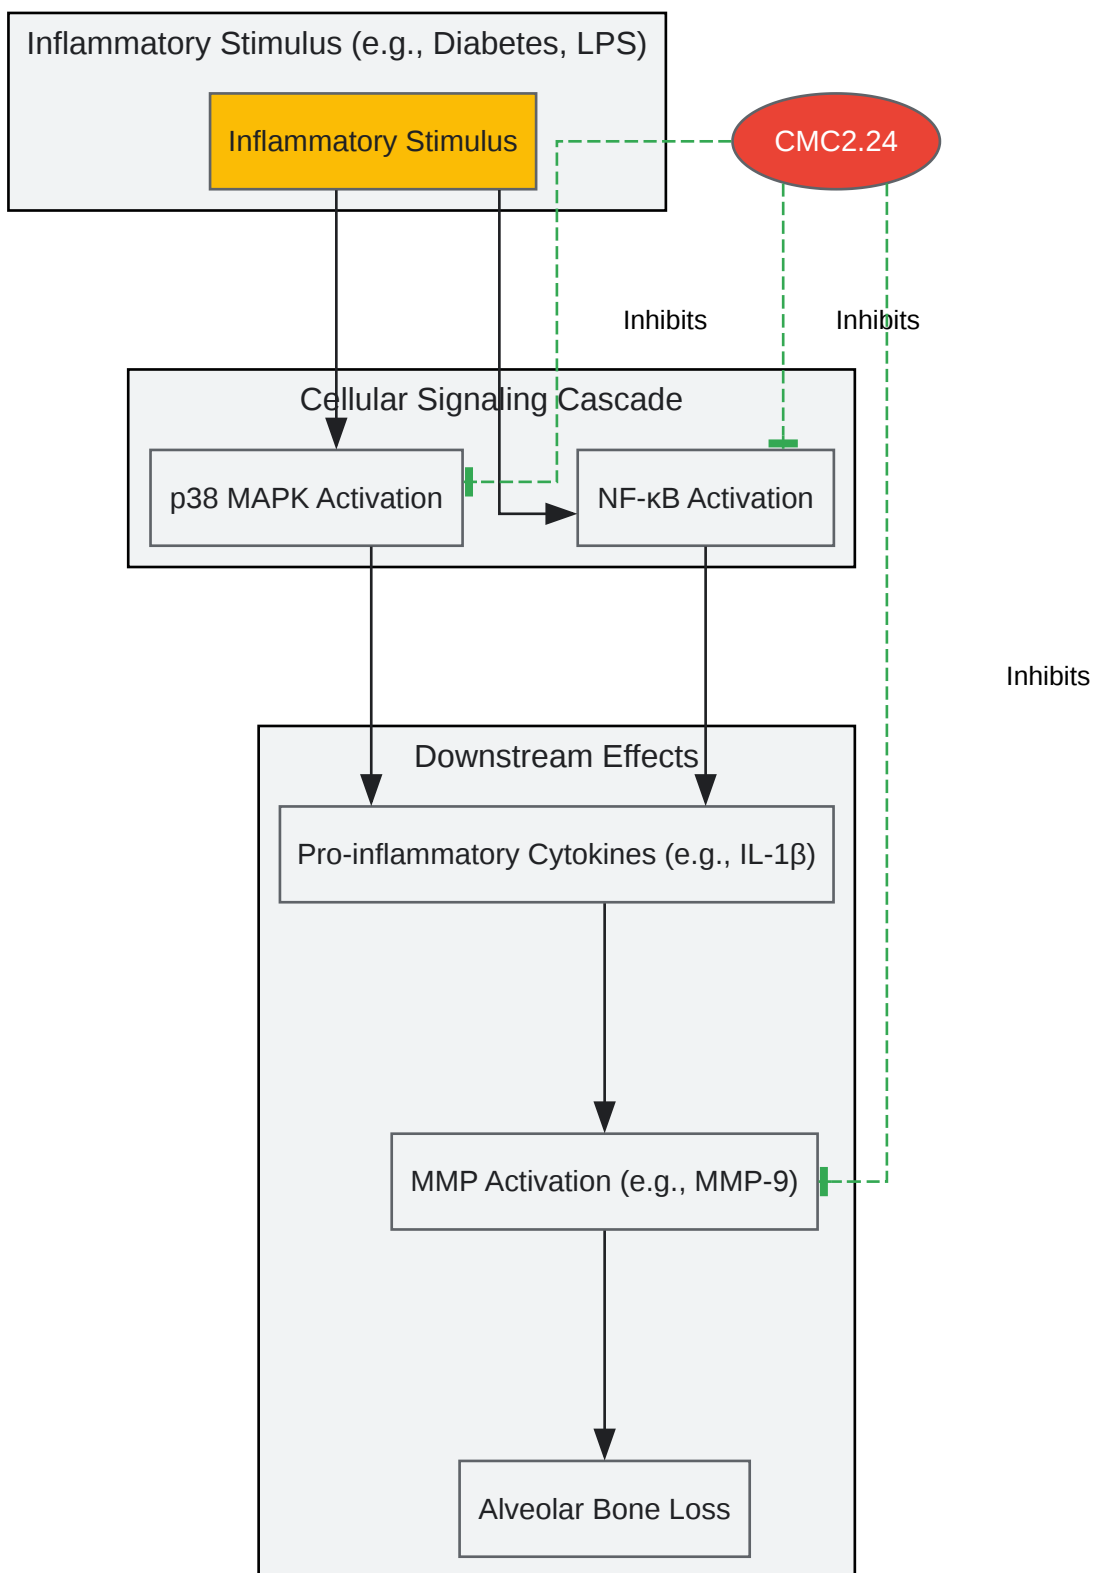 Inflammatory Stimulus (e.g., Diabetes, LPS)
Inflammatory Stimulus
CMC2.24
Inhibits
Inhibits
Cellular Signaling Cascade
p38 MAPK Activation
NF-κB Activation
Inhibits
Downstream Effects
Pro-inflammatory Cytokines (e.g., IL-1β)
MMP Activation (e.g., MMP-9)
Alveolar Bone Loss